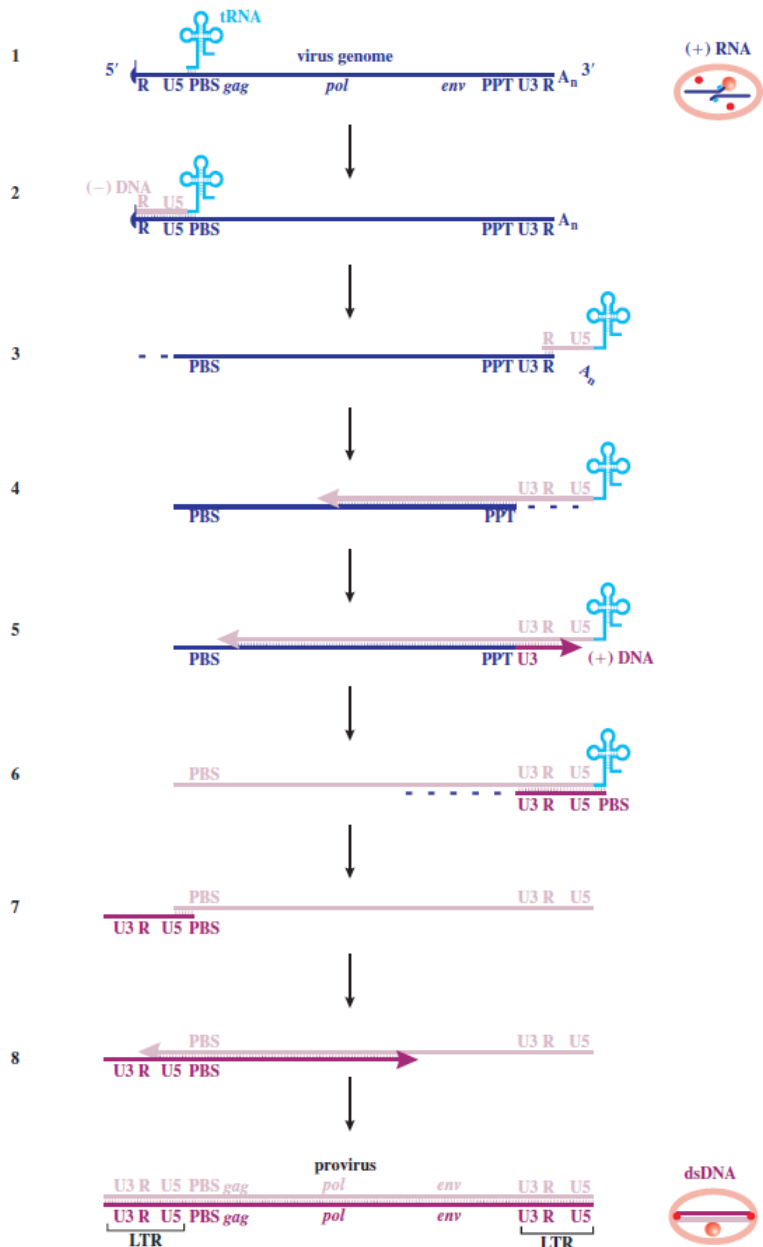 tRNA
1
virus genome
(+) RNA
5′ 3′
R U5 PBS gag pol env PPT U3 R An
2
(−) DNA
R U5
R U5 PBS PPT U3 R An
3
R U5
PBS PPT U3 R An
4
U3 R U5
PBS PPT
5
U3 R U5
PBS PPT U3 (+) DNA
6
PBS U3 R U5
U3 R U5 PBS
7
PBS U3 R U5
U3 R U5 PBS
8
PBS U3 R U5
U3 R U5 PBS
provirus
dsDNA
U3 R U5 PBS gag pol env U3 R U5
U3 R U5 PBS gag pol env U3 R U5
LTR LTR